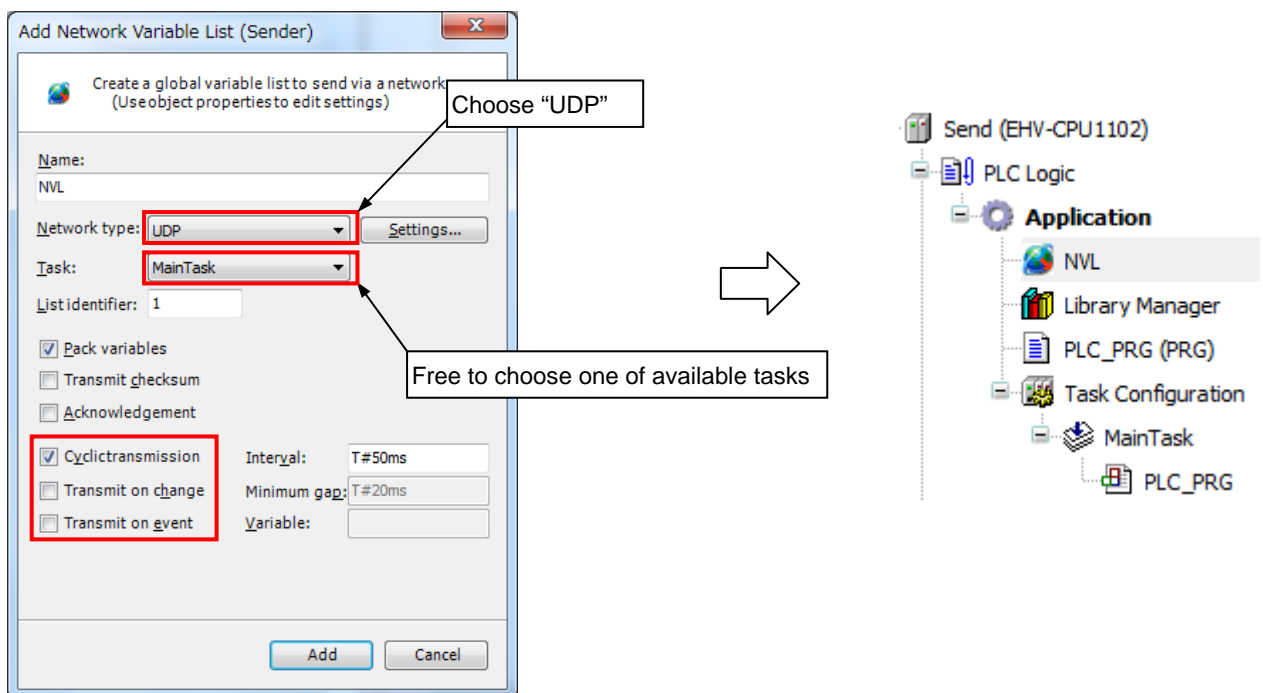 Add Network Variable List (Sender)
X
Create a global variable list to send via a network
(Use object properties to edit settings)
Choose “UDP”
Name:
NVL
Network type: UDP Settings...
Task: MainTask
List identifier: 1
Pack variables
Transmit checksum
Acknowledgement
Free to choose one of available tasks
Cyclictransmission Interval: T#50ms
Transmit on change Minimum gap: T#20ms
Transmit on event Variable:
Add Cancel
Send (EHV-CPU1102)
PLC Logic
Application
NVL
Library Manager
PLC_PRG (PRG)
Task Configuration
MainTask
PLC_PRG